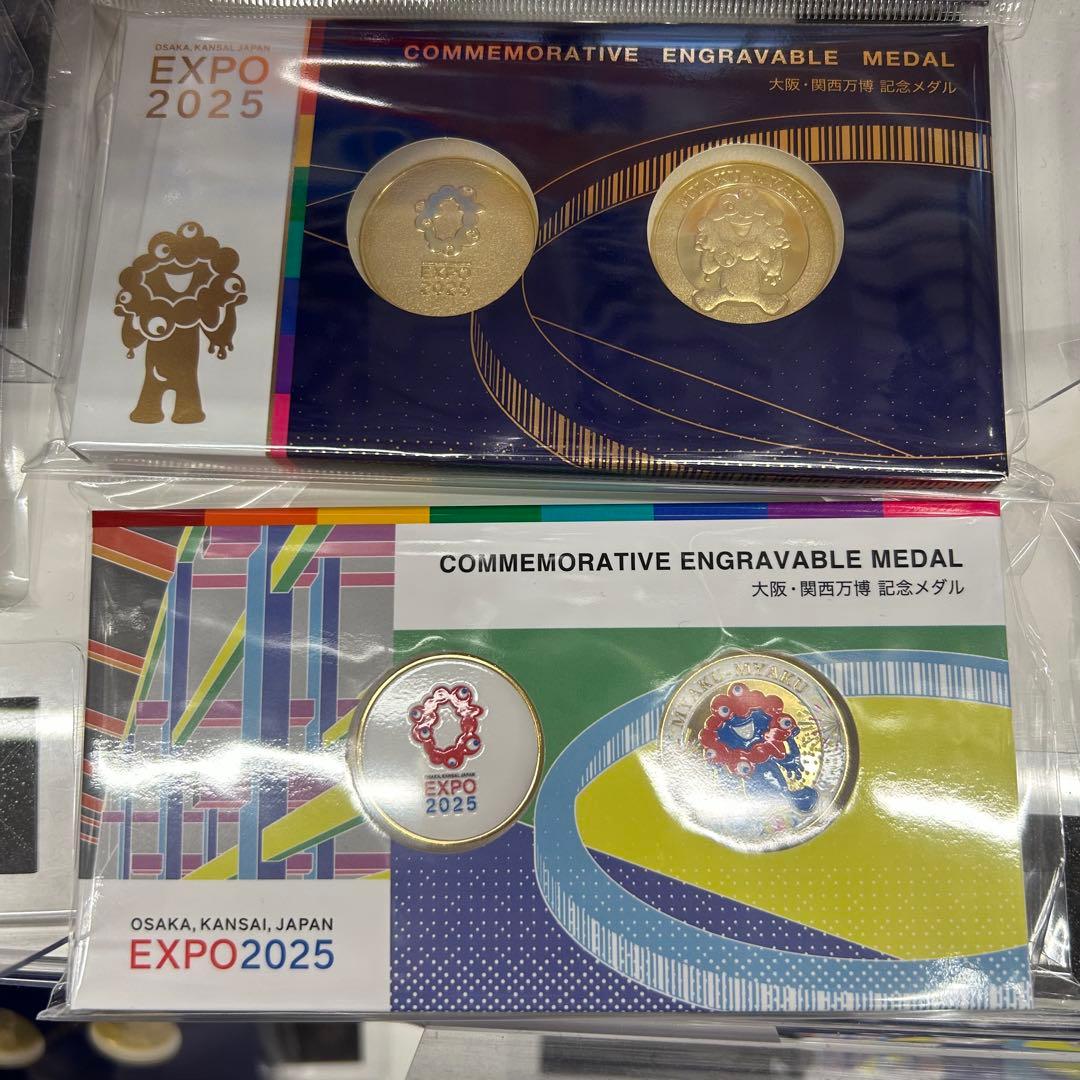 OSAKA, KANSAI, JAPAN
EXPO
2025
COMMEMORATIVE ENGRAVABLE MEDAL
大阪・関西万博 記念メダル
EXPO
2025
MYAKU-MYAKU
COMMEMORATIVE ENGRAVABLE MEDAL
大阪・関西万博 記念メダル
OSAKA, KANSAI, JAPAN
EXPO
2025
MYAKU-MYAKU
OSAKA, KANSAI, JAPAN
EXPO2025